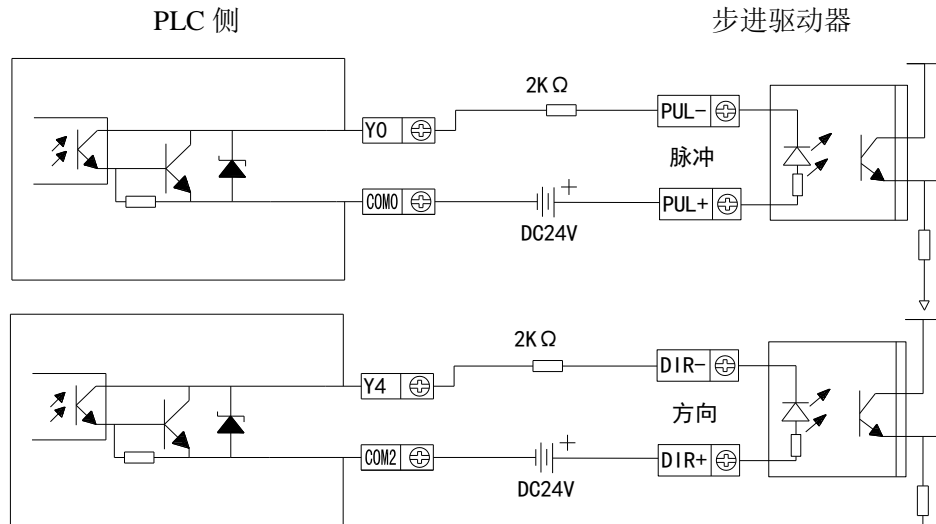 PLC 侧 步进驱动器
2KΩ
Y0 PUL-
脉冲
COM0 + PUL+
DC24V
2KΩ
Y4 DIR-
方向
COM2 + DIR+
DC24V